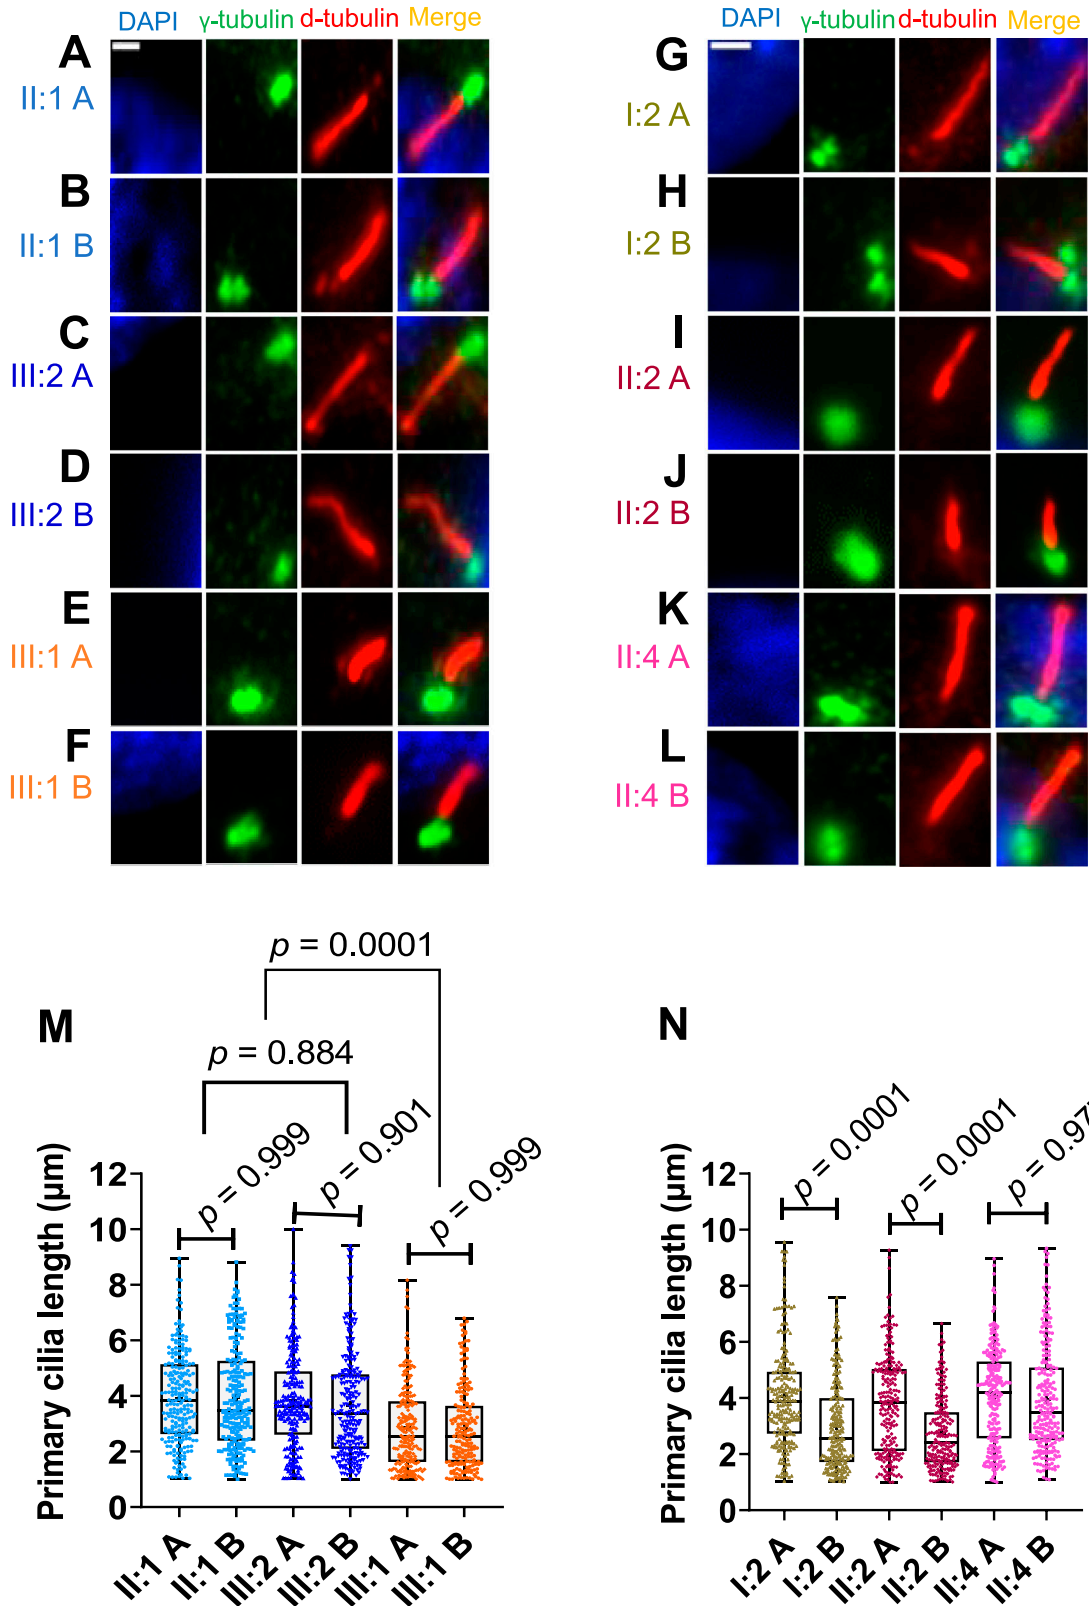 DAPI γ-tubulin d-tubulin Merge
A
II:1 A
B
II:1 B
C
III:2 A
D
III:2 B
E
III:1 A
F
III:1 B
DAPI γ-tubulin d-tubulin Merge
G
I:2 A
H
I:2 B
I
II:2 A
J
II:2 B
K
II:4 A
L
II:4 B
M
p = 0.0001
p = 0.884
p = 0.999
p = 0.901
p = 0.999
Primary cilia length (µm)
12
10
8
6
4
2
0
II:1 A
II:1 B
III:2 A
III:2 B
III:1 A
III:1 B
N
p = 0.0001
p = 0.0001
p = 0.97
Primary cilia length (µm)
12
10
8
6
4
2
0
I:2 A
I:2 B
II:2 A
II:2 B
II:4 A
II:4 B